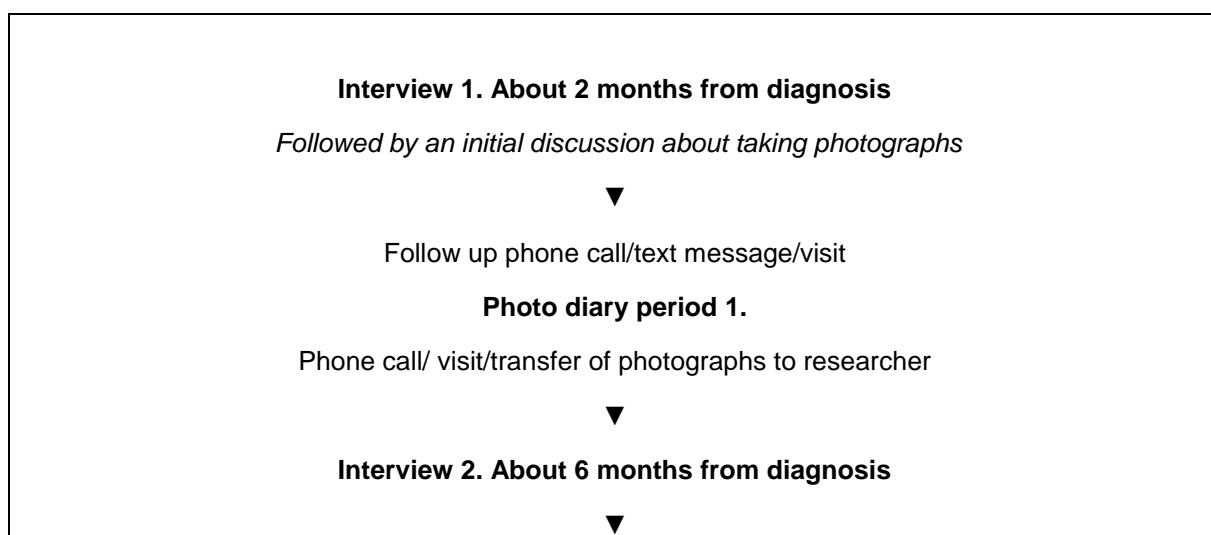 Interview 1. About 2 months from diagnosis
Followed by an initial discussion about taking photographs
▼
Follow up phone call/text message/visit
Photo diary period 1.
Phone call/ visit/transfer of photographs to researcher
▼
Interview 2. About 6 months from diagnosis
▼